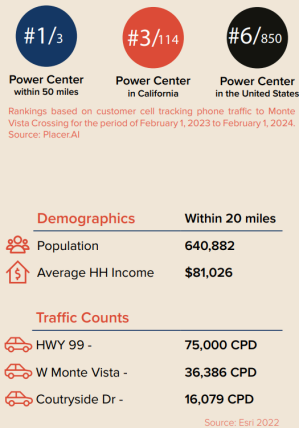 #1/3
#3/114
#6/850
Power Center
within 50 miles
Power Center
in California
Power Center
in the United States
Rankings based on customer cell tracking phone traffic to Monte
Vista Crossing for the period of February 1, 2023 to February 1, 2024.
Source: Placer.AI
Demographics Within 20 miles
Population 640,882
Average HH Income $81,026
Traffic Counts
HWY 99 - 75,000 CPD
W Monte Vista - 36,386 CPD
Coutryside Dr - 16,079 CPD
Source: Esri 2022